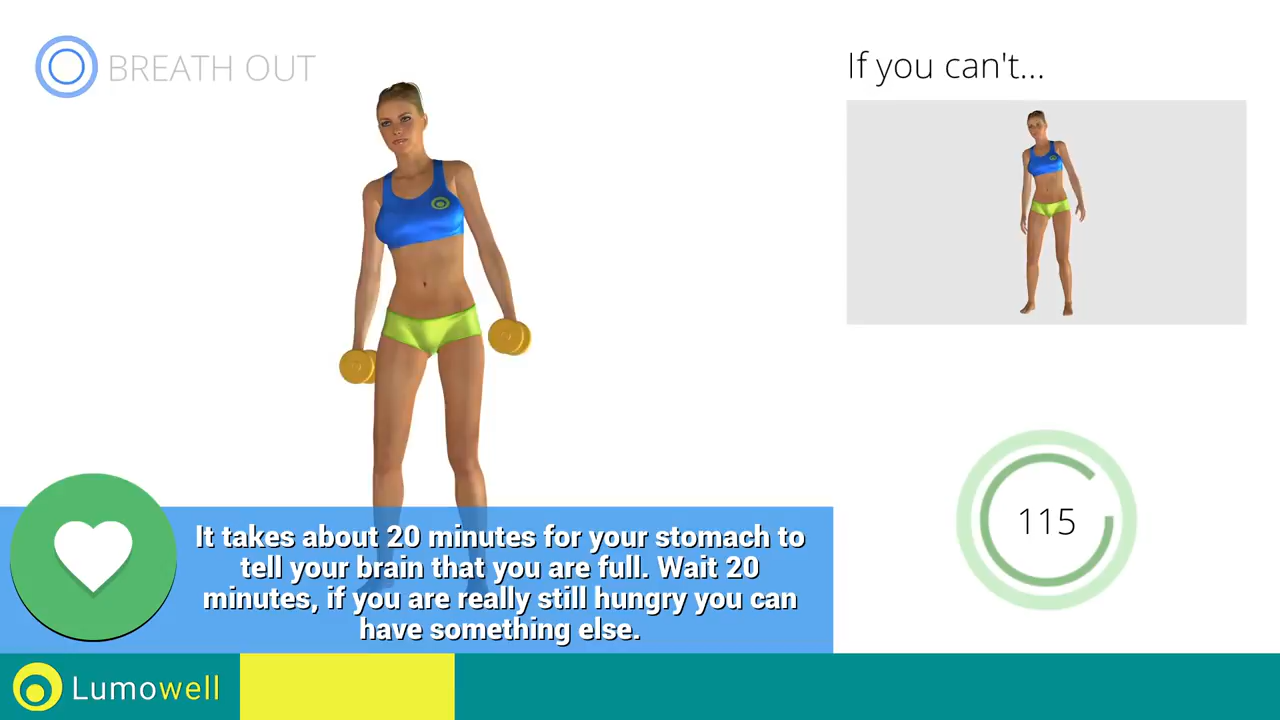 BREATH OUT
If you can't...
115
It takes about 20 minutes for your stomach to
tell your brain that you are full. Wait 20
minutes, if you are really still hungry you can
have something else.
Lumowell